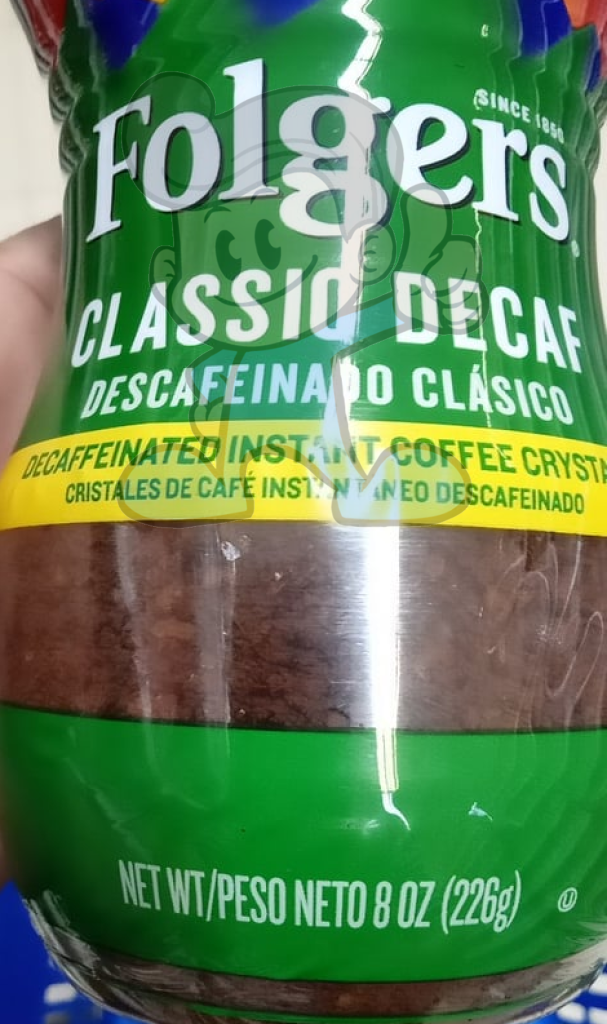 SINCE 1850
Folgers
CLASSIC DECAF
DESCAFEINADO CLÁSICO
DECAFFEINATED INSTANT COFFEE CRYSTA
CRISTALES DE CAFÉ INSTANTÁNEO DESCAFEINADO
NET WT/PESO NETO 8 OZ (226g)
U